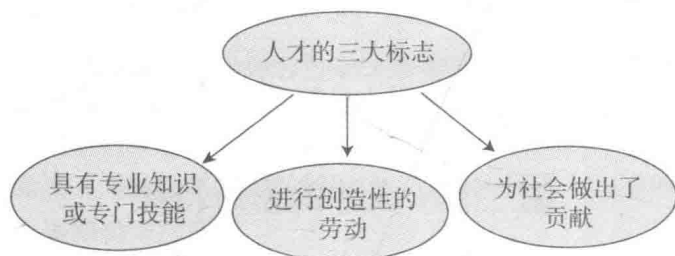 人才的三大标志
具有专业知识
或专门技能
进行创造性的
劳动
为社会做出了
贡献